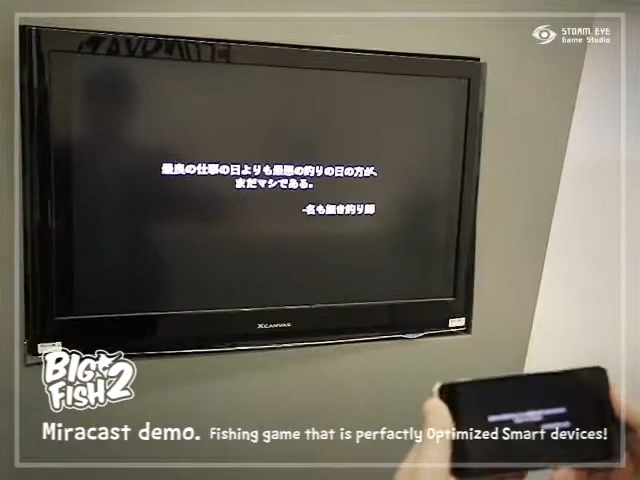 STORM EYE
Game Studio
最良の仕事の日よりも最悪の釣りの日の方が、
まだマシである。
-名も無き釣り師
XCANVAS
BIG
FISH2
Miracast demo. Fishing game that is perfactly Optimized Smart devices!